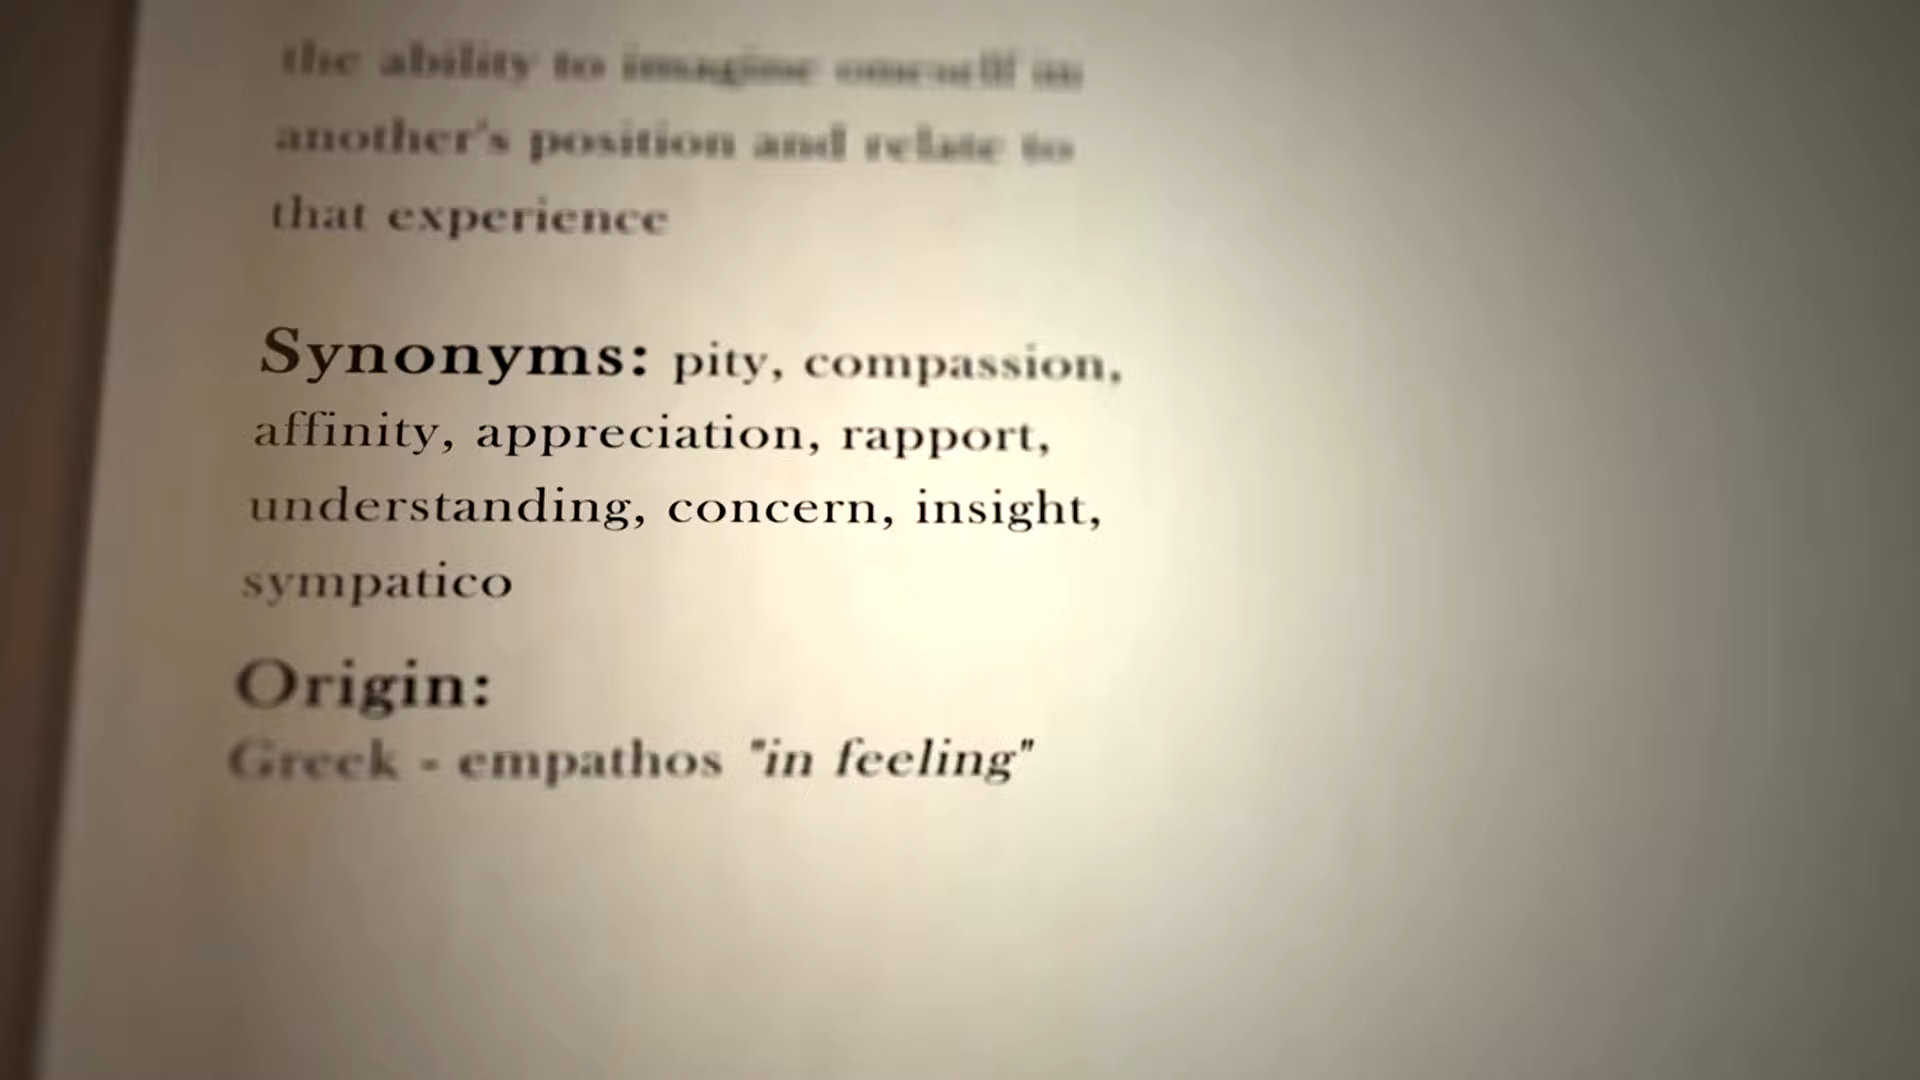 the ability to imagine oneself in
another's position and relate to
that experience
Synonyms: pity, compassion,
affinity, appreciation, rapport,
understanding, concern, insight,
sympatico
Origin:
Greek - empathos "in feeling"